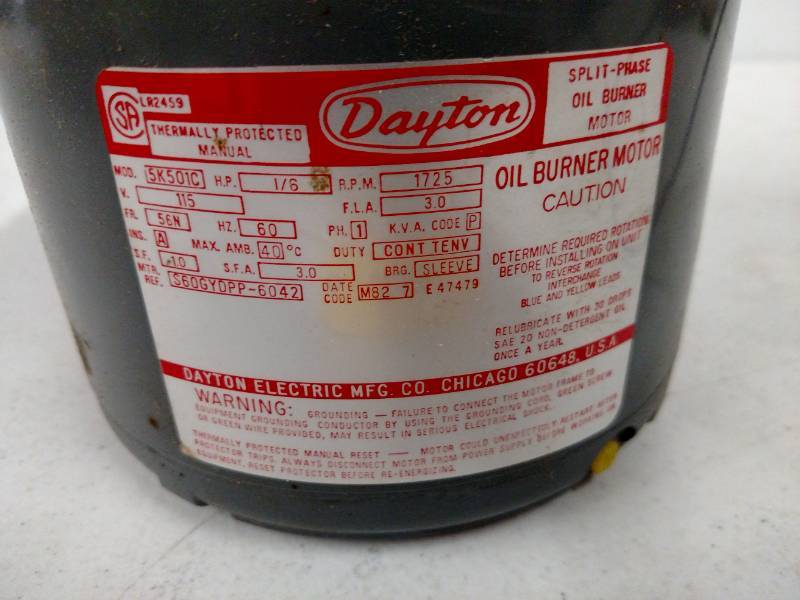 SA
LR2459
THERMALLY PROTECTED
MANUAL
Dayton
SPLIT-PHASE
OIL BURNER
MOTOR
MOD. 5K501C H.P. 1/6 R.P.M. 1725
V. 115 F.L.A. 3.0
FR. 56N HZ. 60 PH. 1 K.V.A. CODE P
INS. A MAX. AMB. 40 °C DUTY CONT TENV
S.F. 1.0 S.F.A. 3.0 BRG. SLEEVE
MTR. REF. S60GYDPP-6042 DATE CODE M82 7 E47479
OIL BURNER MOTOR
CAUTION
DETERMINE REQUIRED ROTATION
BEFORE INSTALLING ON UNIT
TO REVERSE ROTATION
INTERCHANGE
BLUE AND YELLOW LEADS
RELUBRICATE WITH 30 DROPS
SAE 20 NON-DETERGENT OIL
ONCE A YEAR
DAYTON ELECTRIC MFG. CO. CHICAGO 60648, U.S.A.
WARNING: GROUNDING — FAILURE TO CONNECT THE MOTOR FRAME TO
EQUIPMENT GROUNDING CONDUCTOR BY USING THE GROUNDING CORD, GREEN SCREW
OR GREEN WIRE PROVIDED, MAY RESULT IN SERIOUS ELECTRICAL SHOCK.
THERMALLY PROTECTED MANUAL RESET — MOTOR COULD UNEXPECTEDLY RESTART AFTER
PROTECTOR TRIPS. ALWAYS DISCONNECT MOTOR FROM POWER SUPPLY BEFORE WORKING ON
EQUIPMENT, RESET PROTECTOR BEFORE RE-ENERGIZING.